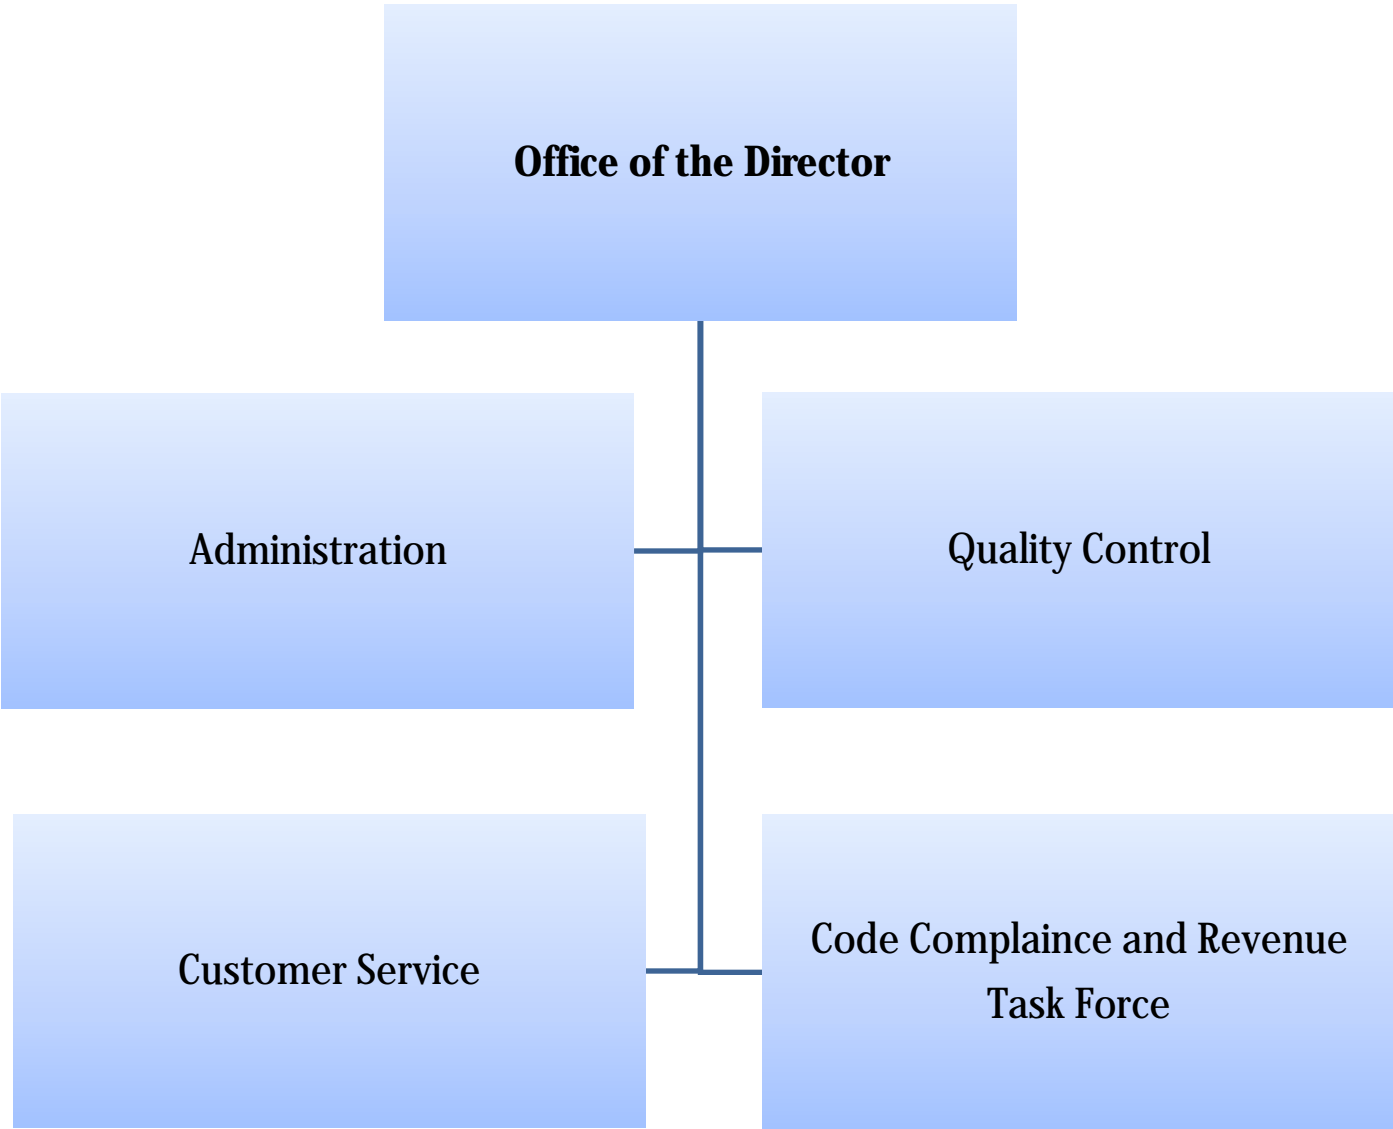 Office of the Director
Administration
Quality Control
Customer Service
Code Complaince and Revenue
Task Force